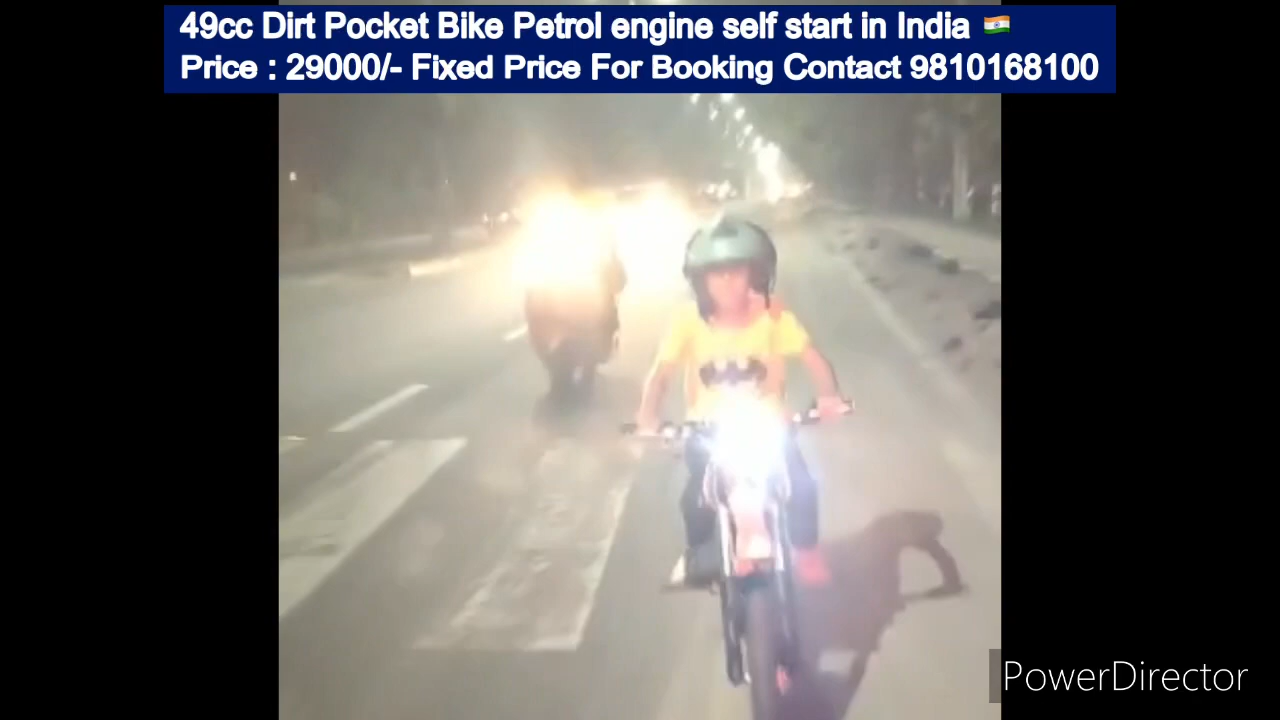 49cc Dirt Pocket Bike Petrol engine self start in India 🇮🇳
Price : 29000/- Fixed Price For Booking Contact 9810168100
PowerDirector